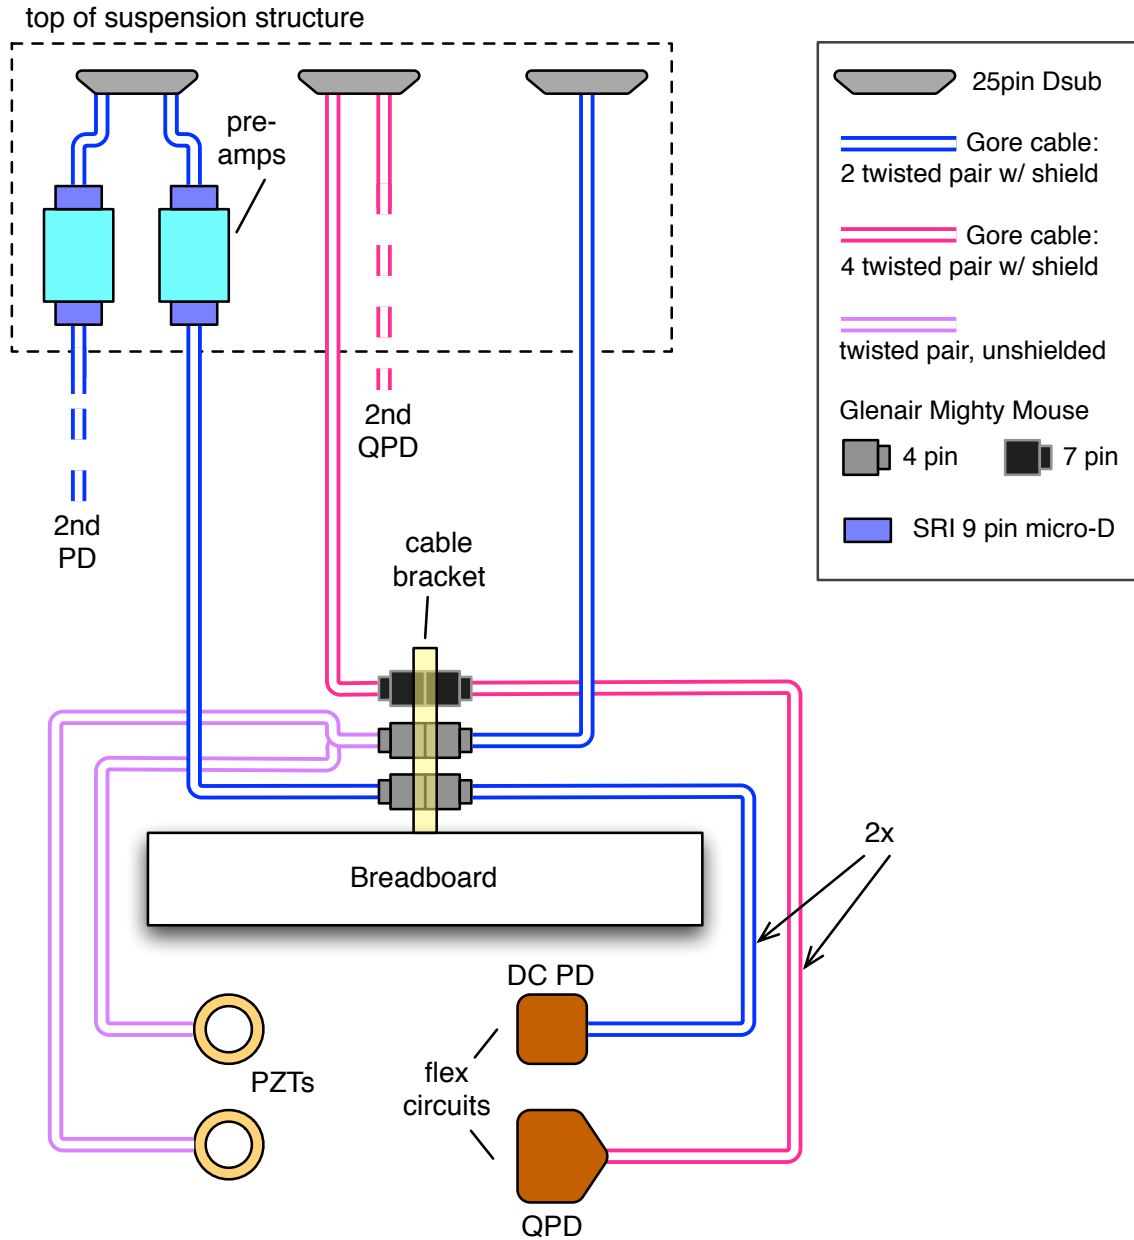 top of suspension structure
pre-
amps
2nd
QPD
2nd
PD
cable
bracket
25pin Dsub
Gore cable:
2 twisted pair w/ shield
Gore cable:
4 twisted pair w/ shield
twisted pair, unshielded
Glenair Mighty Mouse
4 pin
7 pin
SRI 9 pin micro-D
2x
Breadboard
DC PD
PZTs
flex
circuits
QPD